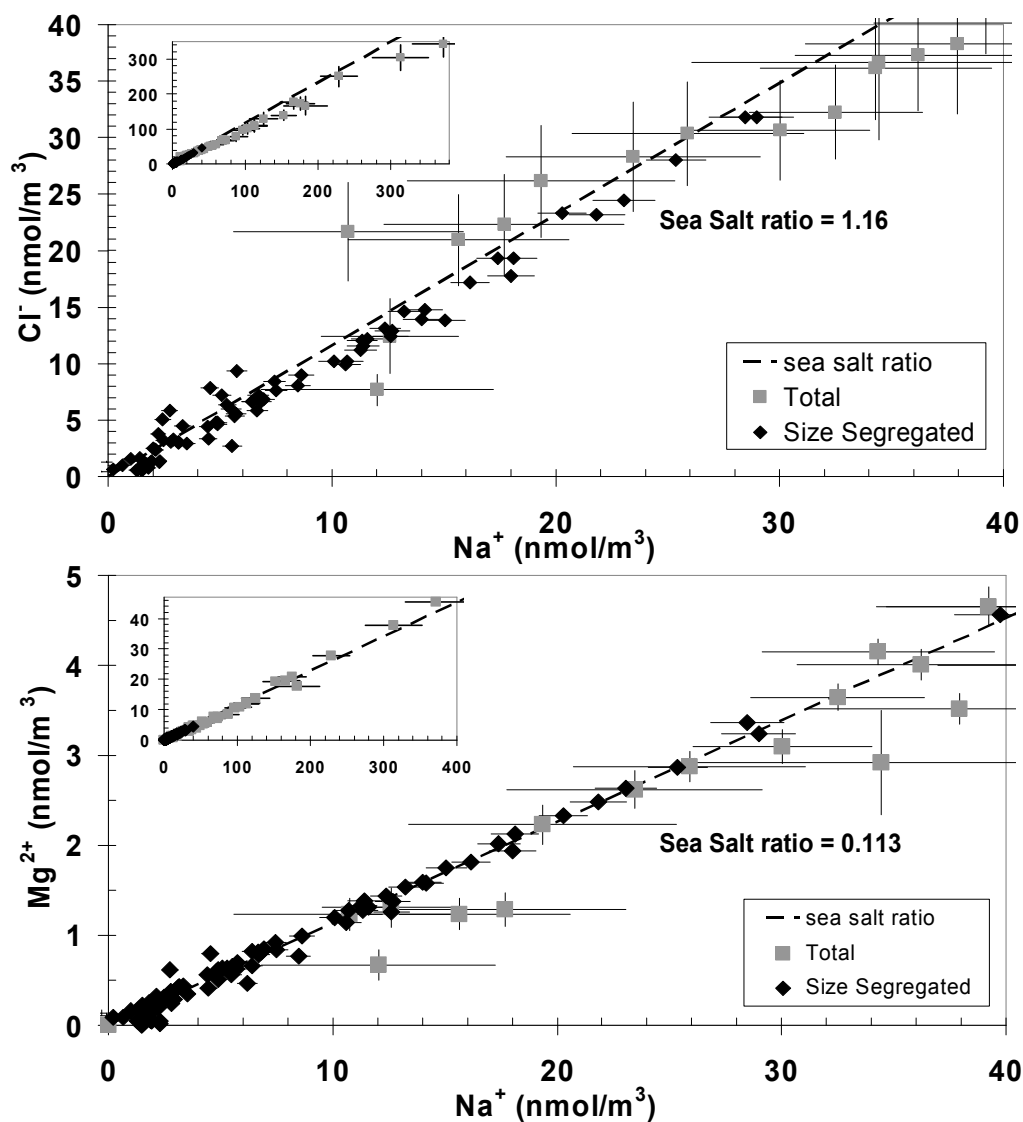 40
35
30
25
20
15
10
5
0
Cl⁻ (nmol/m³)
300
200
100
0
0 100 200 300
Sea Salt ratio = 1.16
sea salt ratio
Total
Size Segregated
0 10 20 30 40
Na⁺ (nmol/m³)
5
4
3
2
1
0
Mg²⁺ (nmol/m³)
40
30
20
10
0
0 100 200 300 400
Sea Salt ratio = 0.113
sea salt ratio
Total
Size Segregated
0 10 20 30 40
Na⁺ (nmol/m³)